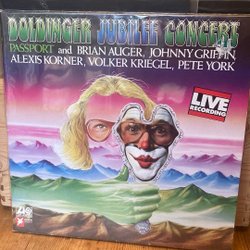 DOLDINGER JUBILEE CONCERT
PASSPORT and BRIAN AUGER, JOHNNY GRIFFIN,
ALEXIS KORNER, VOLKER KRIEGEL, PETE YORK
LIVE
RECORDING